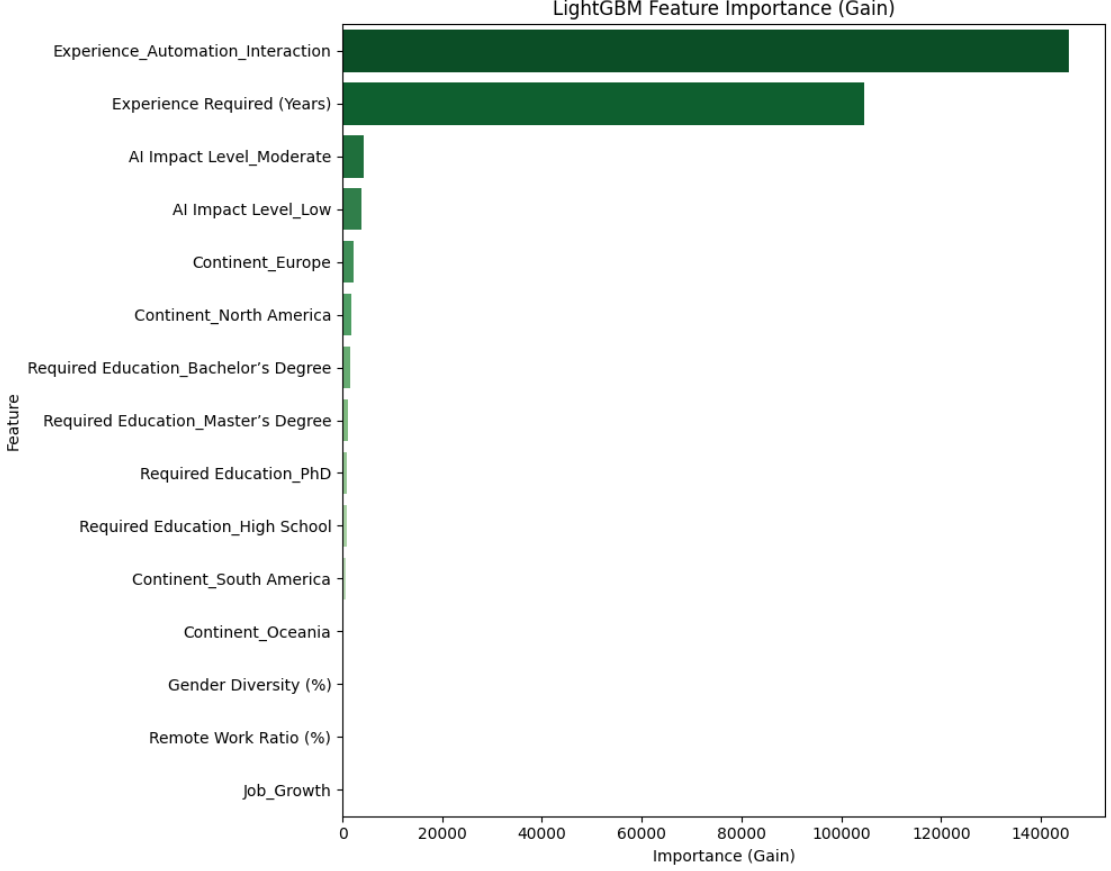 LightGBM Feature Importance (Gain)
Experience_Automation_Interaction
Experience Required (Years)
AI Impact Level_Moderate
AI Impact Level_Low
Continent_Europe
Continent_North America
Required Education_Bachelor’s Degree
Required Education_Master’s Degree
Required Education_PhD
Required Education_High School
Continent_South America
Continent_Oceania
Gender Diversity (%)
Remote Work Ratio (%)
Job_Growth
Feature
0 20000 40000 60000 80000 100000 120000 140000
Importance (Gain)